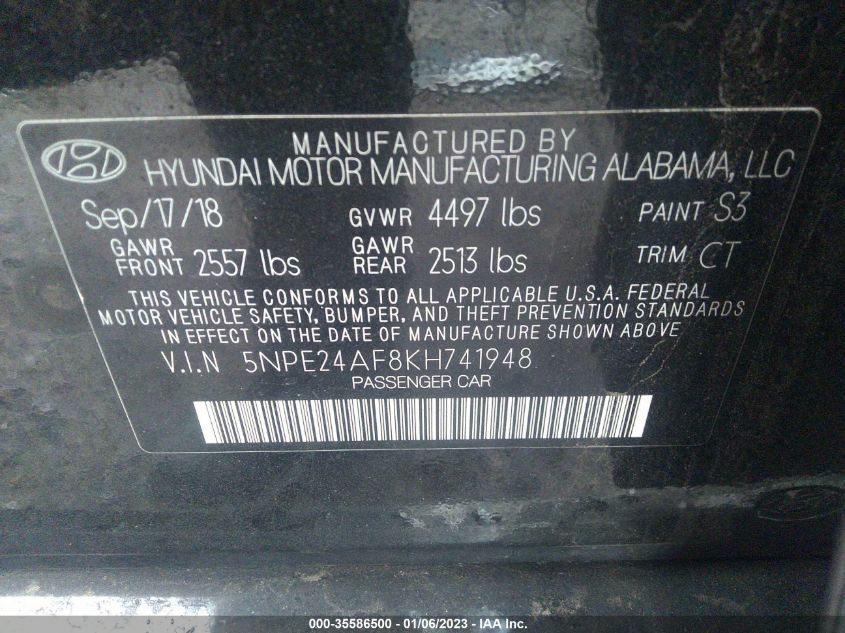 MANUFACTURED BY
HYUNDAI MOTOR MANUFACTURING ALABAMA, LLC
Sep/17/18 GVWR 4497 lbs PAINT S3
GAWR FRONT 2557 lbs GAWR REAR 2513 lbs TRIM CT
THIS VEHICLE CONFORMS TO ALL APPLICABLE U.S.A. FEDERAL
MOTOR VEHICLE SAFETY, BUMPER, AND THEFT PREVENTION STANDARDS
IN EFFECT ON THE DATE OF MANUFACTURE SHOWN ABOVE
V.I.N 5NPE24AF8KH741948
PASSENGER CAR
000-35586500 - 01/06/2023 - IAA Inc.